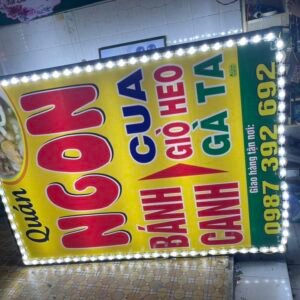 Quán
NGON
BÁNH CANH
CUA
GIÒ HEO
GÀ TA
Giao hàng tận nơi:
0987 392 692